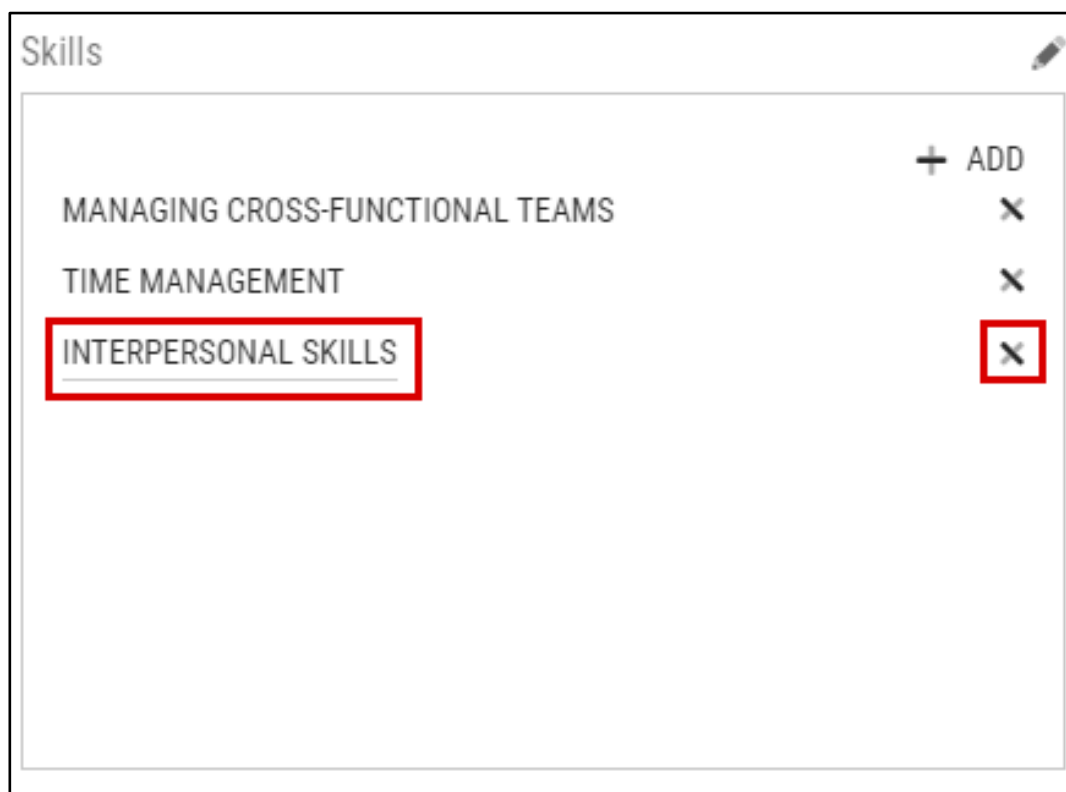 Skills
ADD
MANAGING CROSS-FUNCTIONAL TEAMS
TIME MANAGEMENT
INTERPERSONAL SKILLS